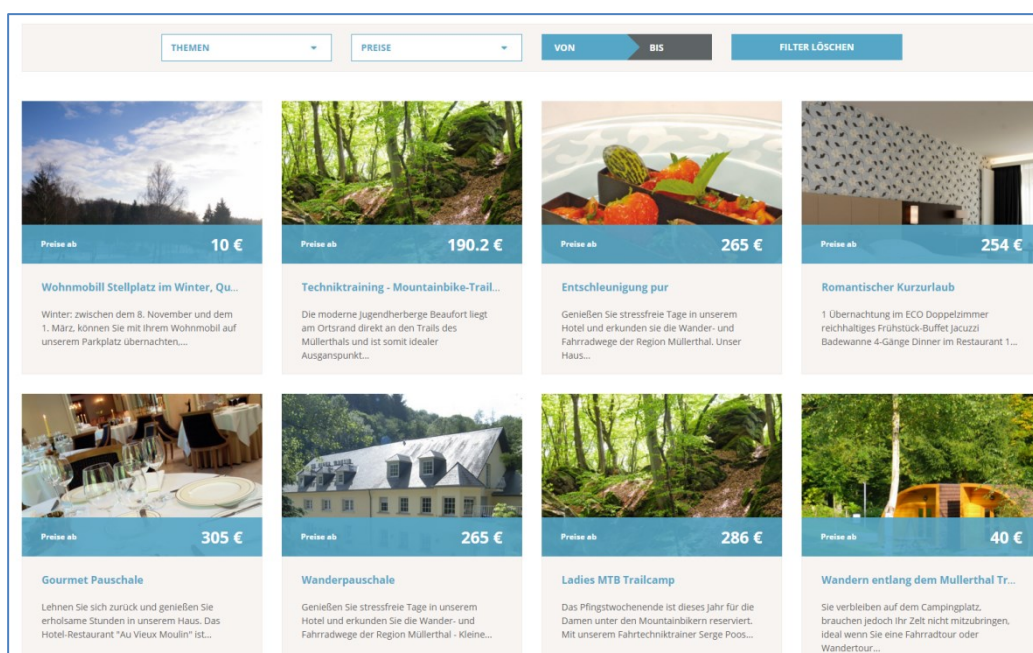 THEMEN
PREISE
VON
BIS
FILTER LÖSCHEN
Preise ab
10 €
Preise ab
190.2 €
Preise ab
265 €
Preise ab
254 €
Wohnmobill Stellplatz im Winter, Qu...
Winter: zwischen dem 8. November und dem
1. März, können Sie mit Ihrem Wohnmobil auf
unserem Parkplatz übernachten,...
Techniktraining - Mountainbike-Trail...
Die moderne Jugendherberge Beaufort liegt
am Ortsrand direkt an den Trails des
Müllerthals und ist somit idealer
Ausganspunkt...
Entschleunigung pur
Genießen Sie stressfreie Tage in unserem
Hotel und erkunden sie die Wander- und
Fahrradwege der Region Müllerthal. Unser
Haus...
Romantischer Kurzurlaub
1 Übernachtung im ECO Doppelzimmer
reichhaltiges Frühstück-Buffet Jacuzzi
Badewanne 4-Gänge Dinner im Restaurant 1...
Preise ab
305 €
Preise ab
265 €
Preise ab
286 €
Preise ab
40 €
Gourmet Pauschale
Lehnen Sie sich zurück und genießen Sie
erholsame Stunden in unserem Haus. Das
Hotel-Restaurant "Au Vieux Moulin" ist...
Wanderpauschale
Genießen Sie stressfreie Tage in unserem
Hotel und erkunden Sie die Wander- und
Fahrradwege der Region Müllerthal - Kleine...
Ladies MTB Trailcamp
Das Pfingstwochenende ist dieses Jahr für die
Damen unter den Mountainbikern reserviert.
Mit unserem Fahrtechniktrainer Serge Poos...
Wandern entlang dem Mullerthal Tr...
Sie verbleiben auf dem Campingplatz,
brauchen jedoch Ihr Zelt nicht mitzubringen,
ideal wenn Sie eine Fahrradtour oder
Wandertour...